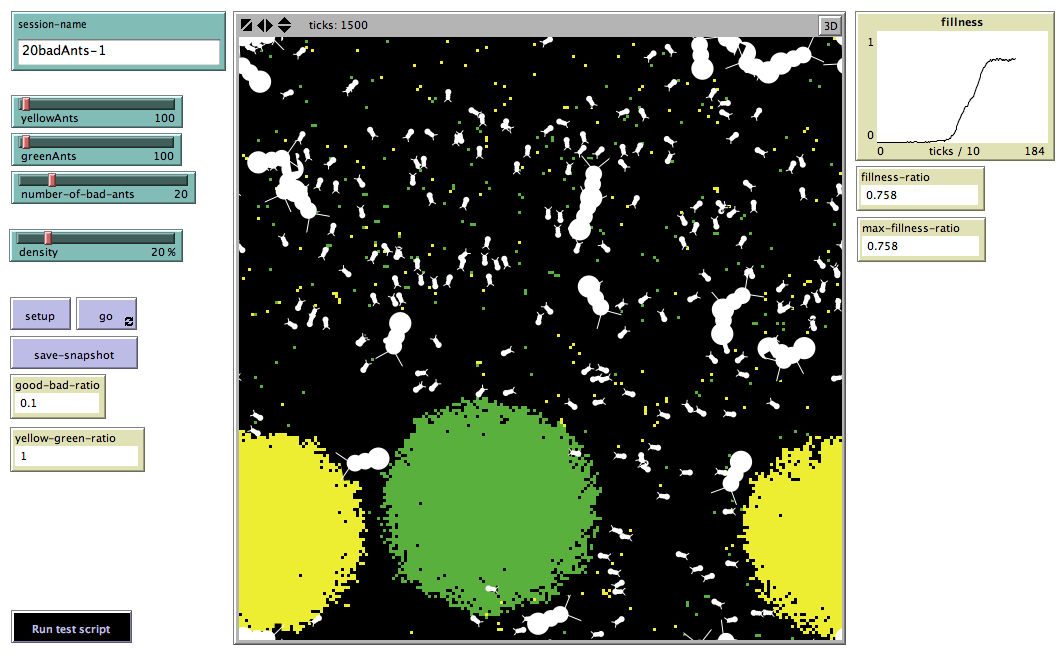 session-name
20badAnts-1
yellowAnts 100
greenAnts 100
number-of-bad-ants 20
density 20 %
setup go
save-snapshot
good-bad-ratio
0.1
yellow-green-ratio
1
Run test script
ticks: 1500 3D
fillness
1
0
0 ticks / 10 184
fillness-ratio
0.758
max-fillness-ratio
0.758